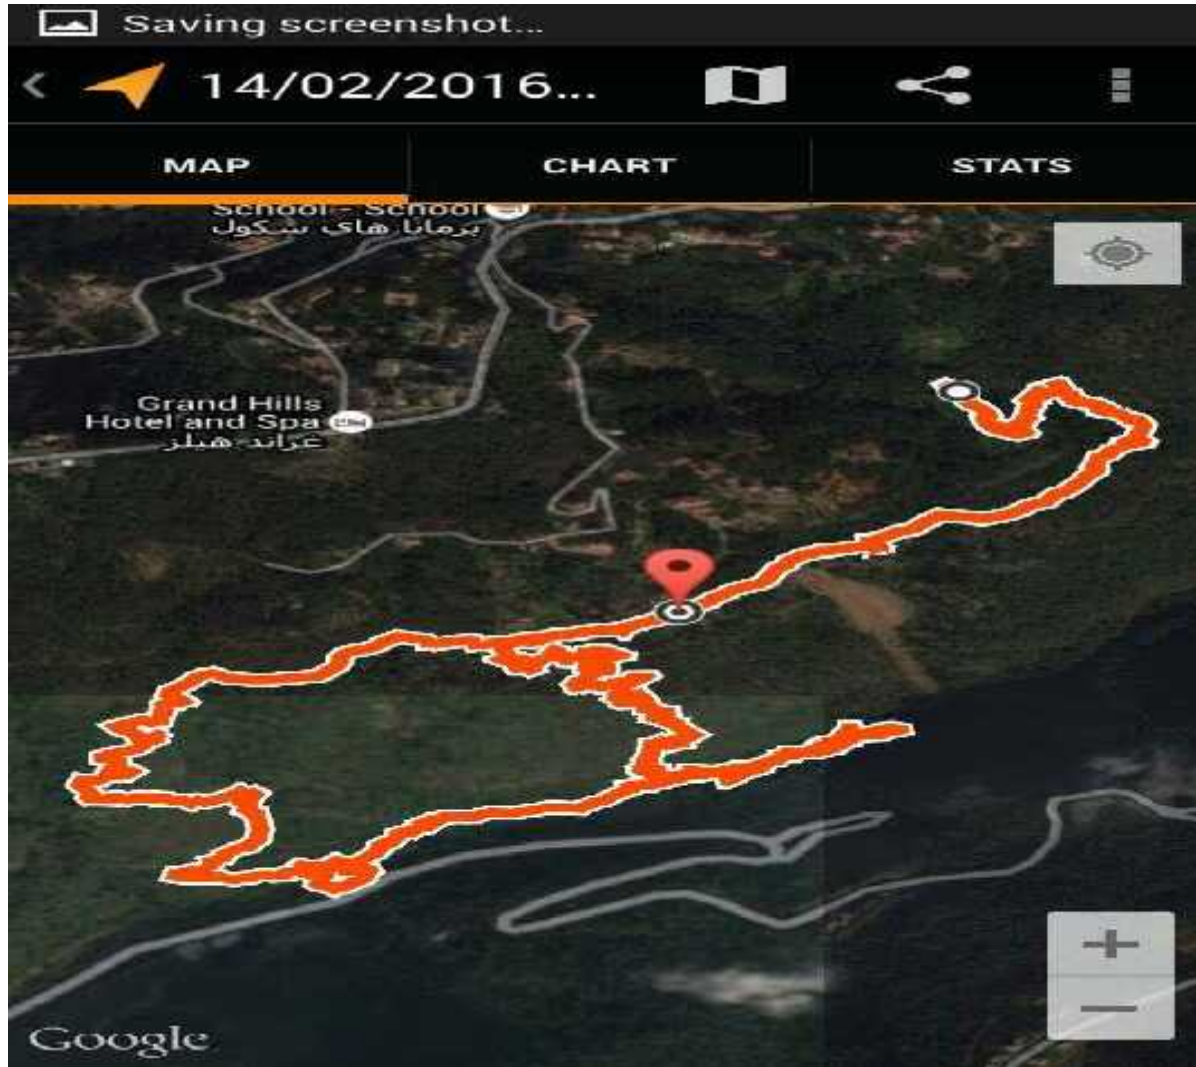 Saving screenshot...
14/02/2016...
MAP
CHART
STATS
School - School
برمانا هاي سكول
Grand Hills
Hotel and Spa
غراند هيلز
Google